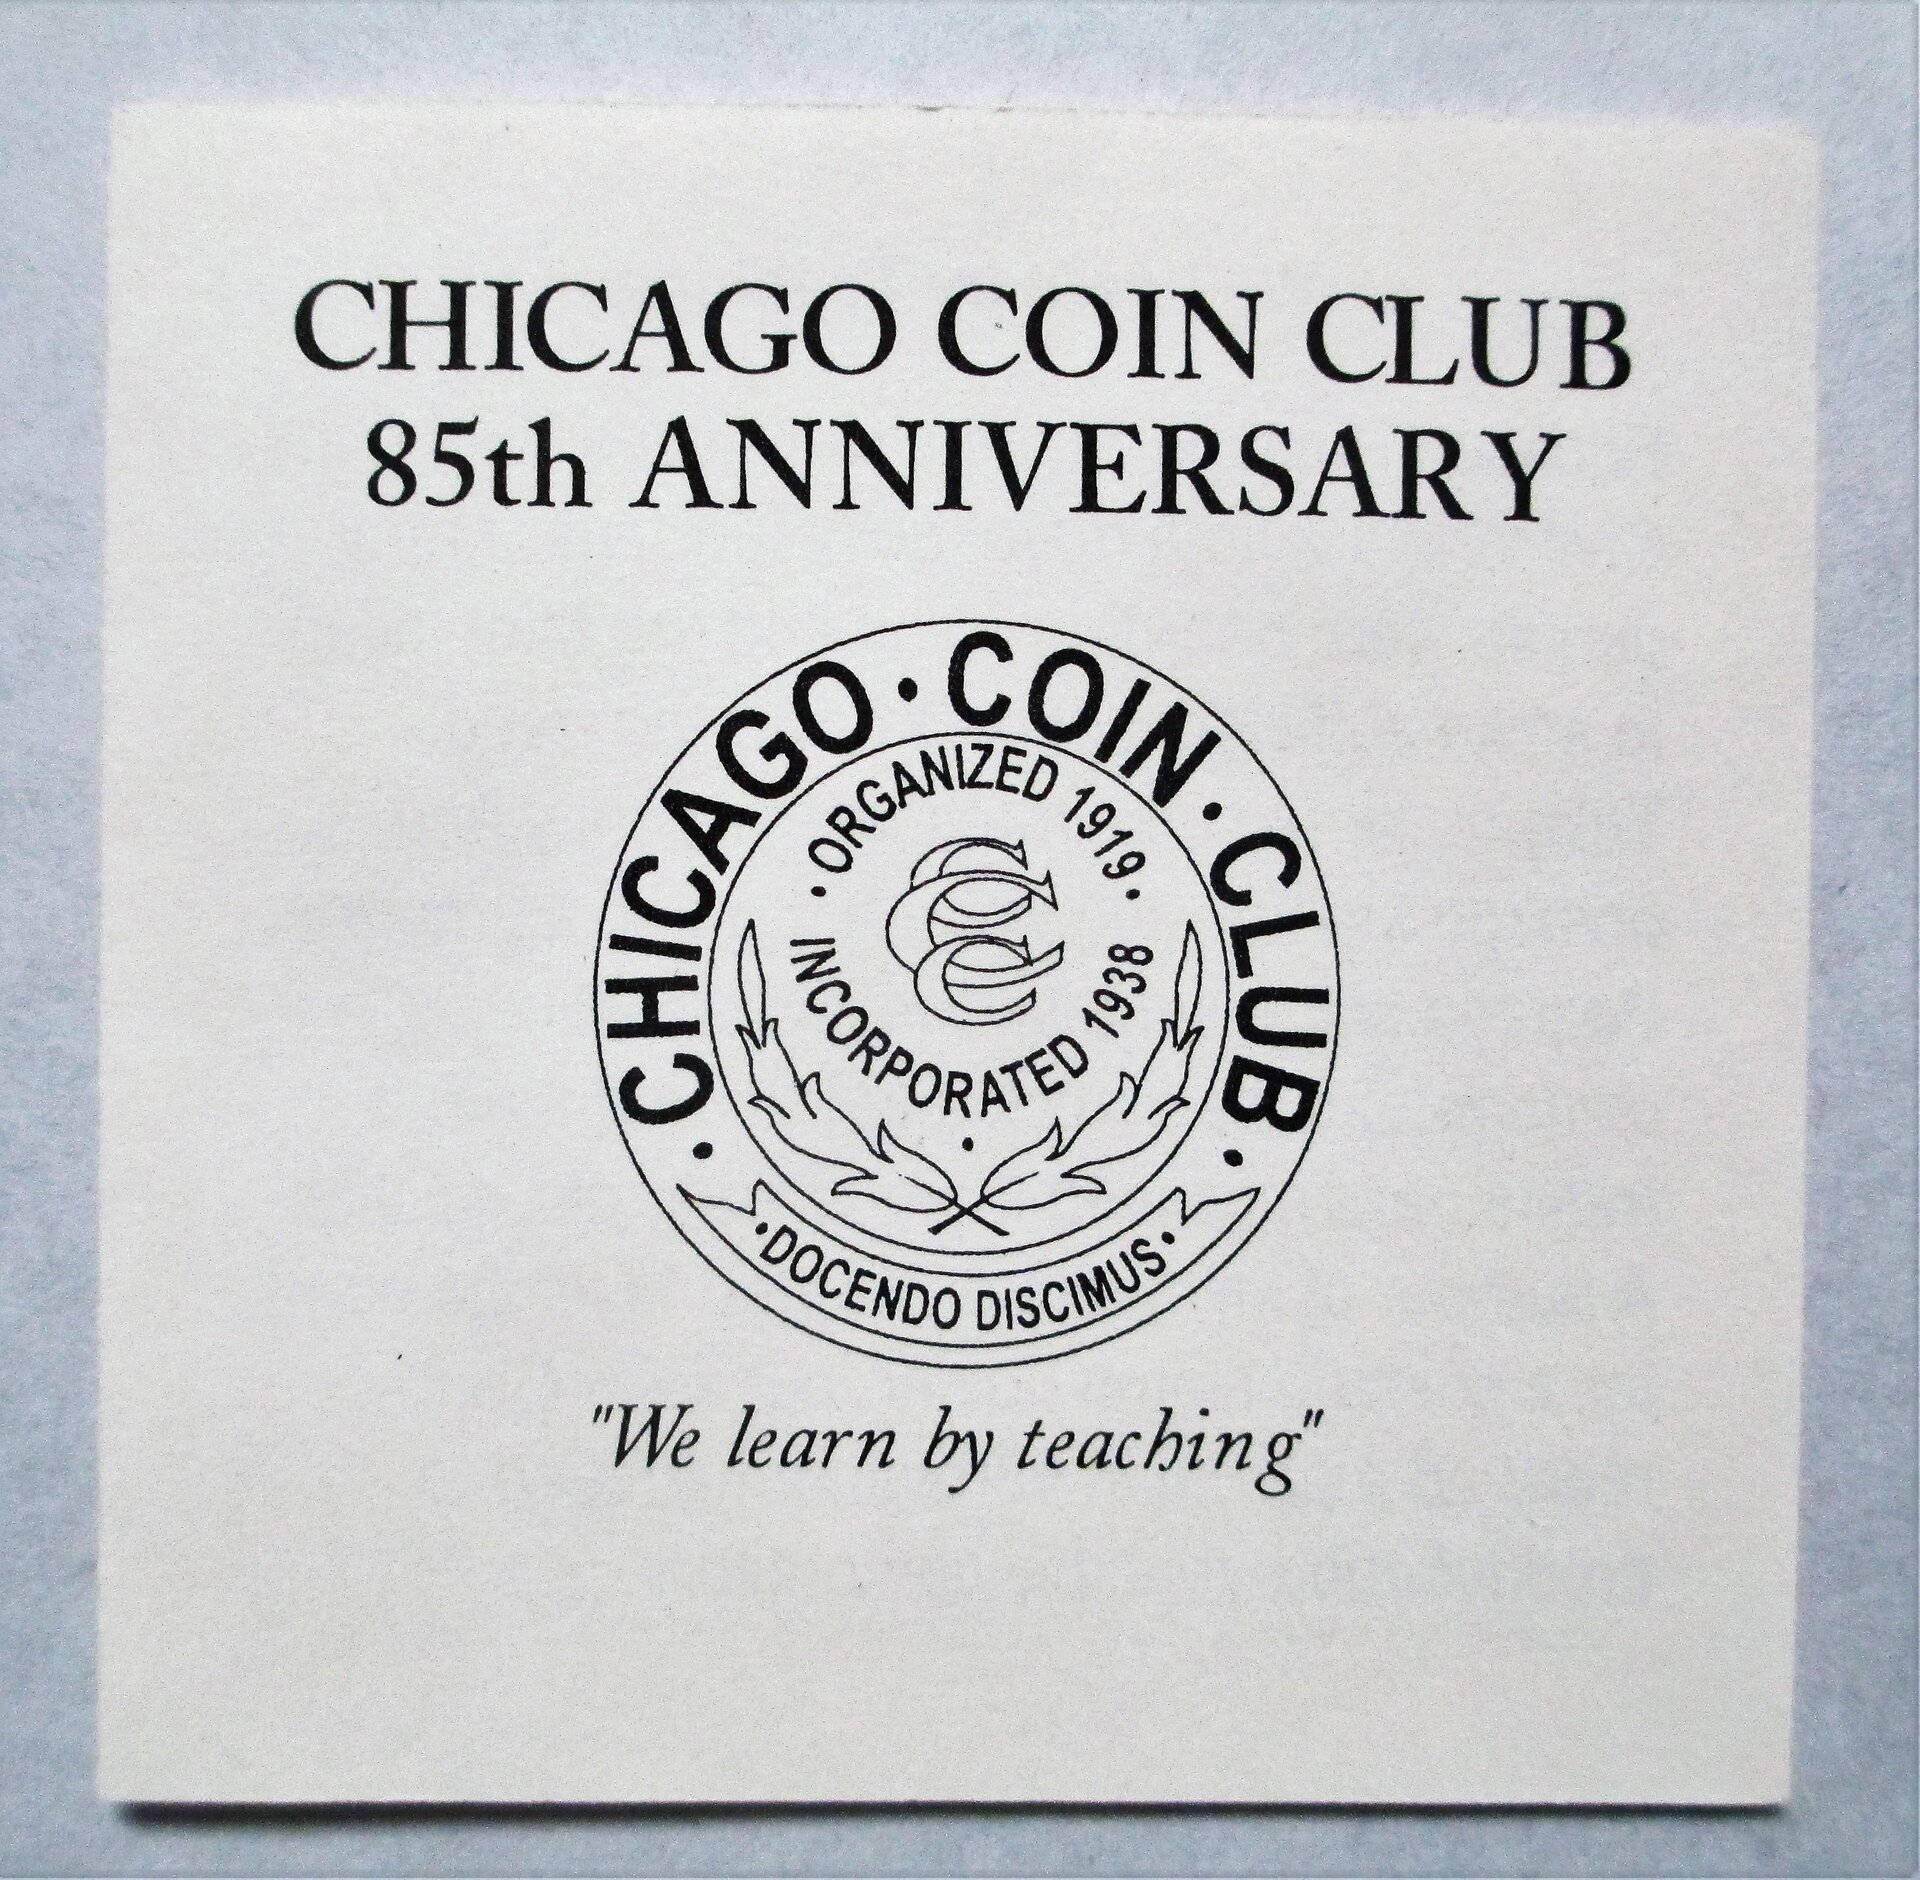 CHICAGO COIN CLUB
85th ANNIVERSARY
· CHICAGO · COIN · CLUB ·
· ORGANIZED 1919 ·
CCC
INCORPORATED 1938
·
· DOCENDO DISCIMUS ·
"We learn by teaching"